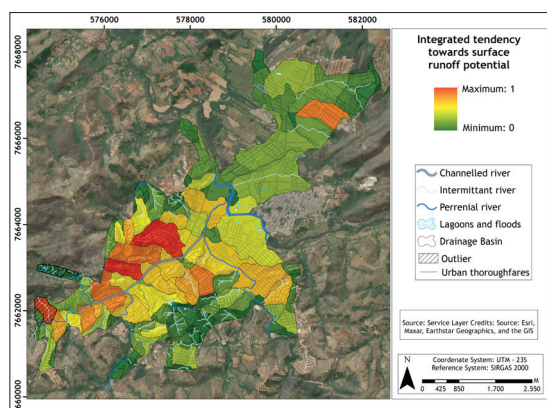 576000 578000 580000 582000
7668000
7666000
7664000
7662000
7660000
Integrated tendency
towards surface
runoff potential
Maximum: 1
Minimum: 0
Channelled river
Intermittant river
Perrenial river
Lagoons and floods
Drainage Basin
Outlier
Urban thoroughfares
Source: Service Layer Credits: Source: Esri,
Maxar, Earthstar Geographics, and the GIS
Coordenate System: UTM - 23S
Reference System: SIRGAS 2000
N
M
0 425 850 1.700 2.550